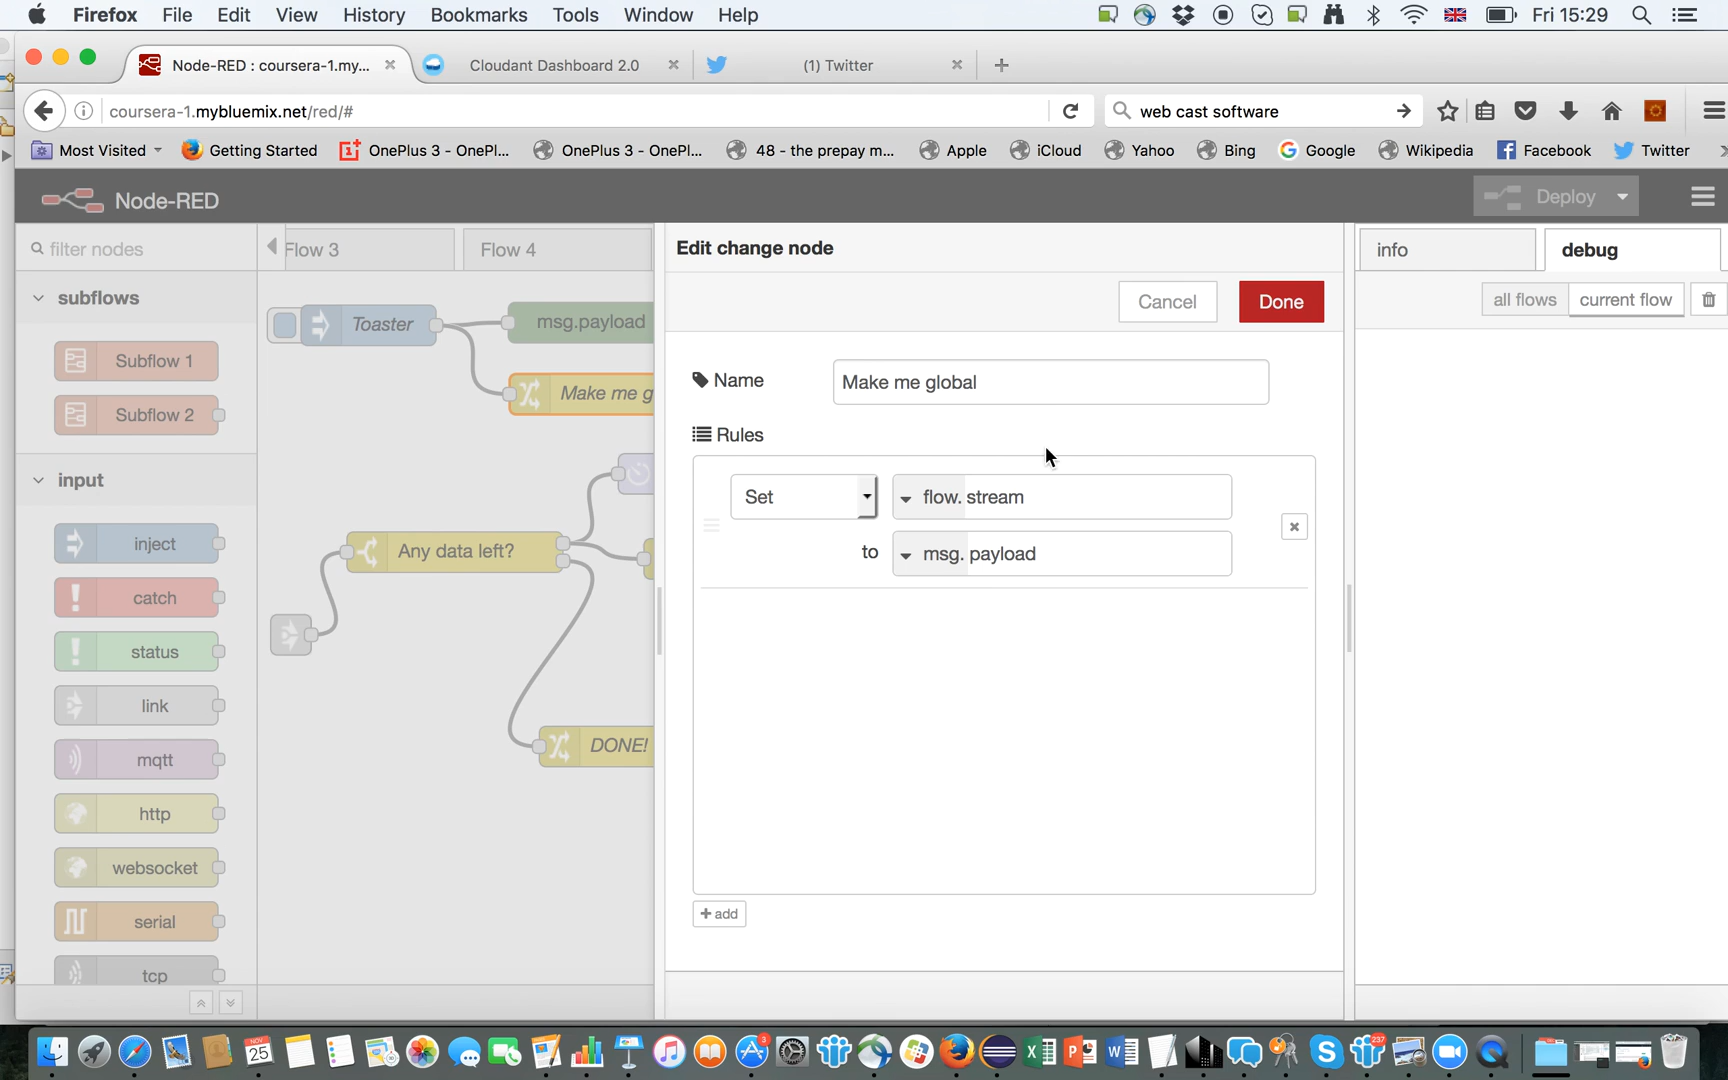 Firefox File Edit View History Bookmarks Tools Window Help Fri 15:29
Node-RED : coursera-1.my... Cloudant Dashboard 2.0 (1) Twitter
coursera-1.mybluemix.net/red/# web cast software
Most Visited Getting Started OnePlus 3 - OnePl... OnePlus 3 - OnePl... 48 - the prepay m... Apple iCloud Yahoo Bing Google Wikipedia Facebook Twitter
Node-RED Deploy
filter nodes Flow 3 Flow 4 Edit change node info debug
Cancel Done all flows current flow
subflows
Toaster msg.payload
Subflow 1
Name Make me global
Make me g
Subflow 2
Rules
input
Set flow. stream
inject Any data left? to msg. payload
catch
status
link
mqtt DONE!
http
websocket
serial + add
tcp
NOV
25
3
237